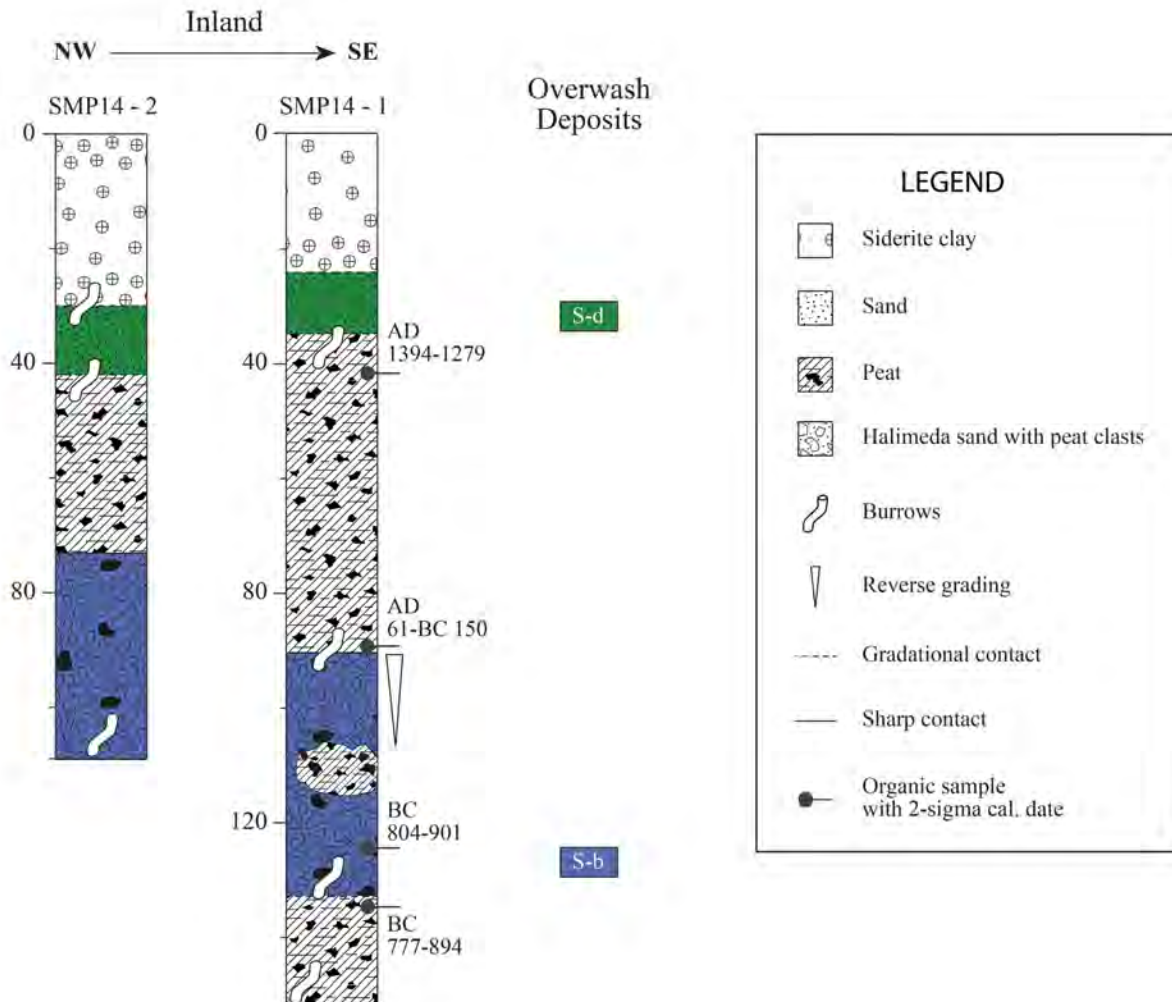 Inland
NW
SE
SMP14 - 2
SMP14 - 1
Overwash
Deposits
0
40
80
0
40
80
120
AD
1394-1279
AD
61-BC 150
BC
804-901
BC
777-894
S-d
S-b
LEGEND
Siderite clay
Sand
Peat
Halimeda sand with peat clasts
Burrows
Reverse grading
Gradational contact
Sharp contact
Organic sample
with 2-sigma cal. date